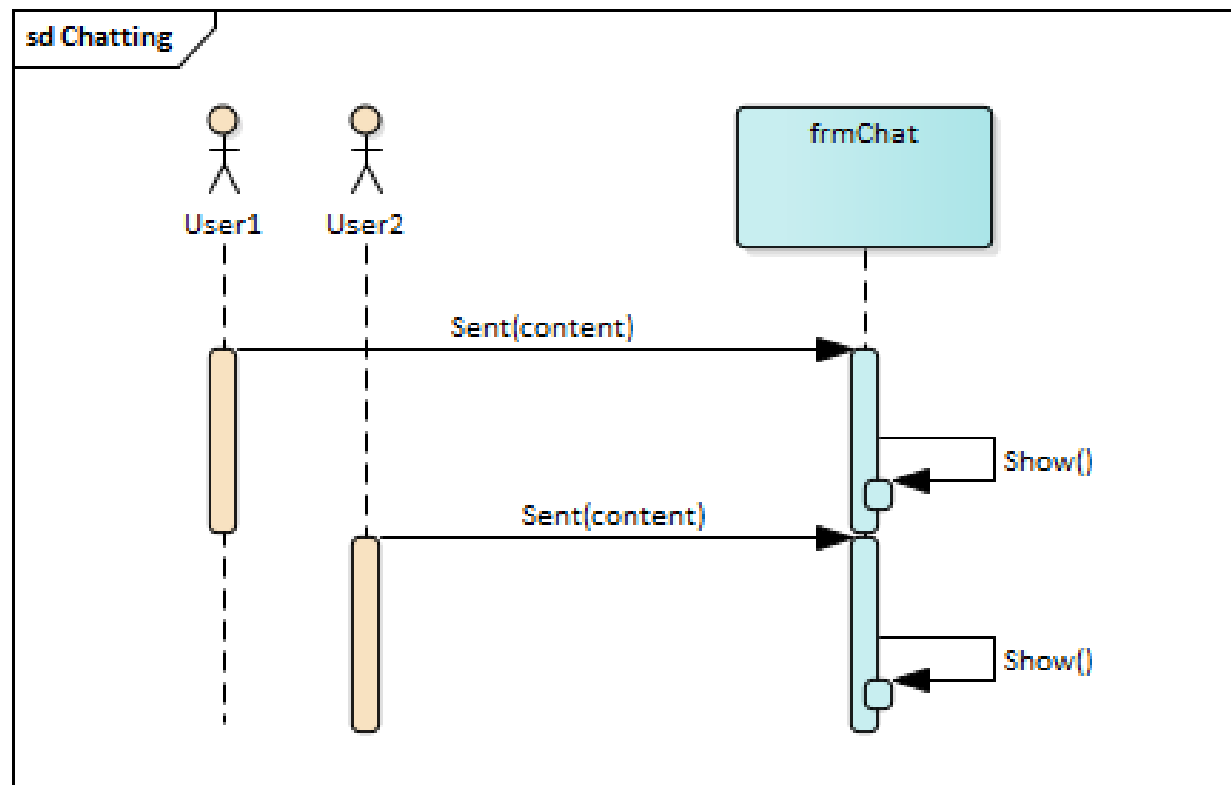 sd Chatting
frmChat
User1
User2
Sent(content)
Show()
Sent(content)
Show()